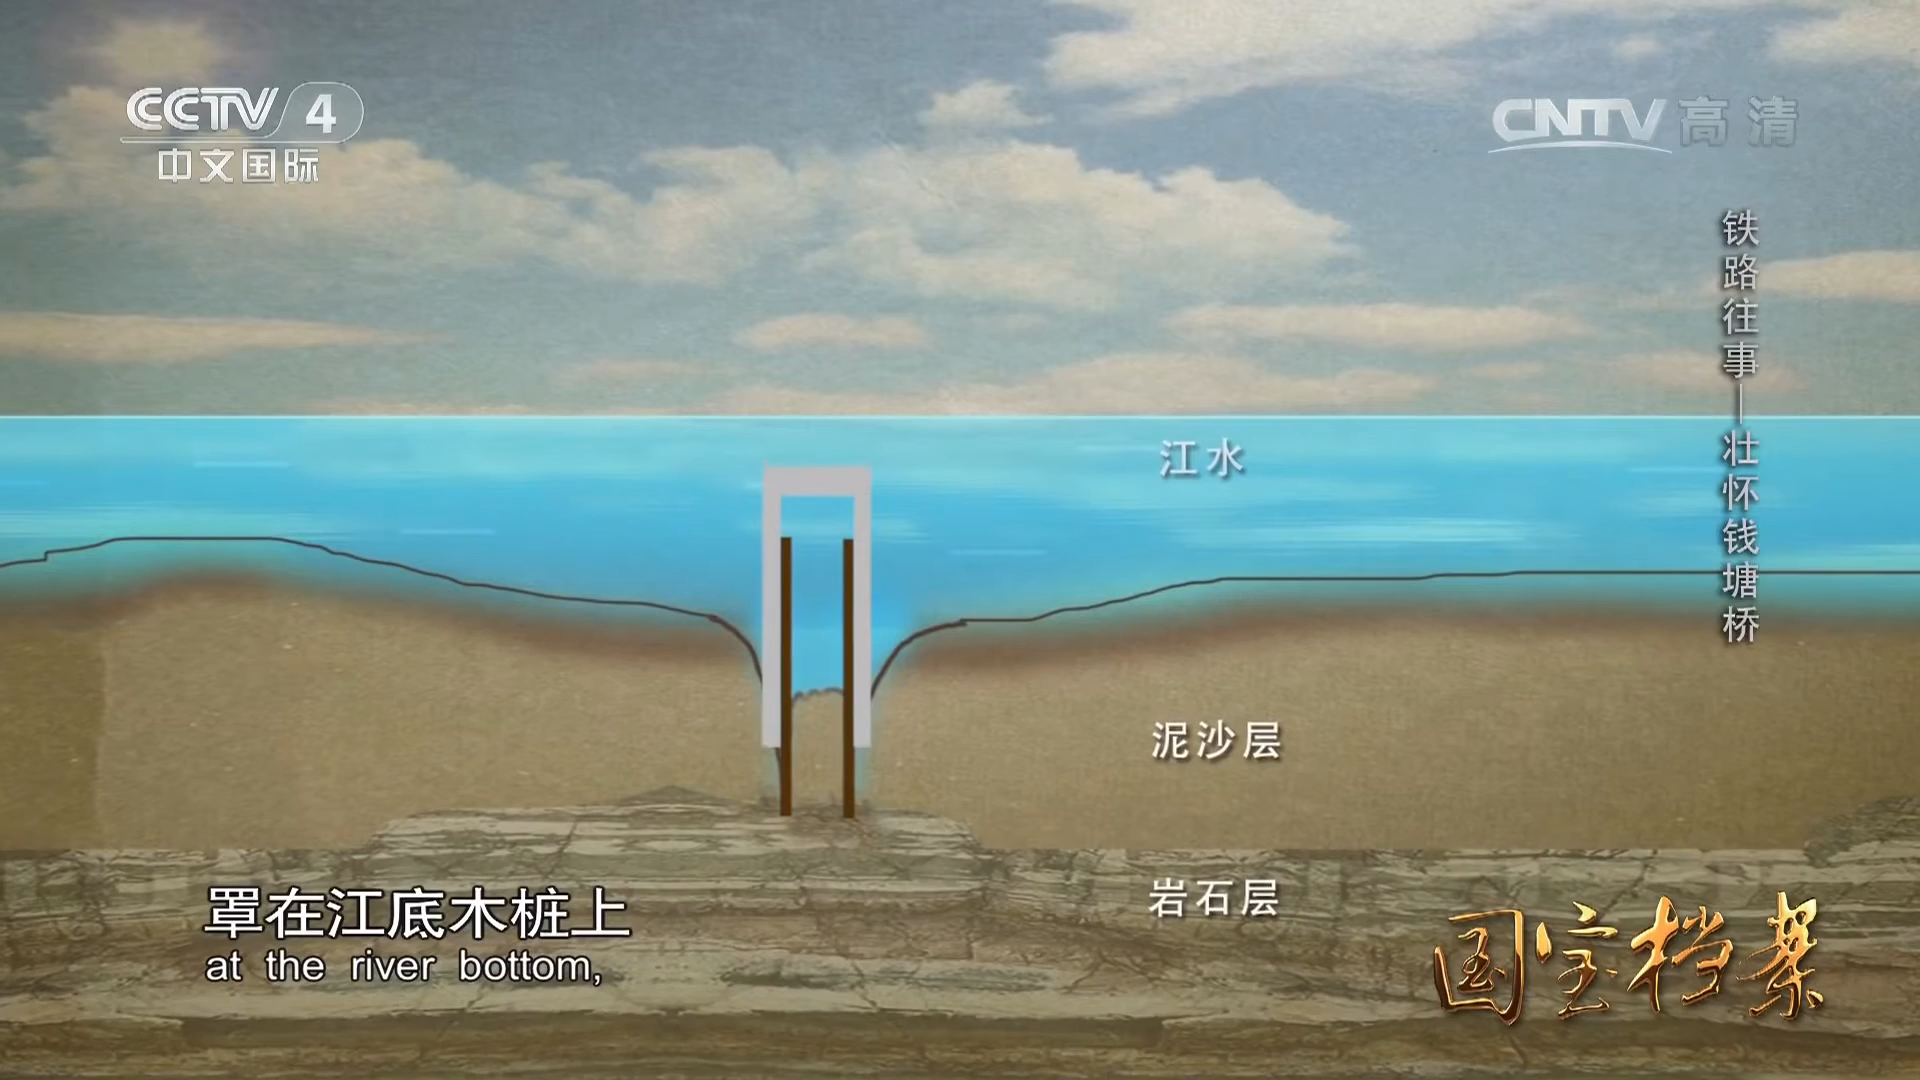 CCTV 4
中文国际
CNTV 高清
铁路往事—壮怀钱塘桥
江水
泥沙层
岩石层
罩在江底木桩上
at the river bottom,
国宝档案